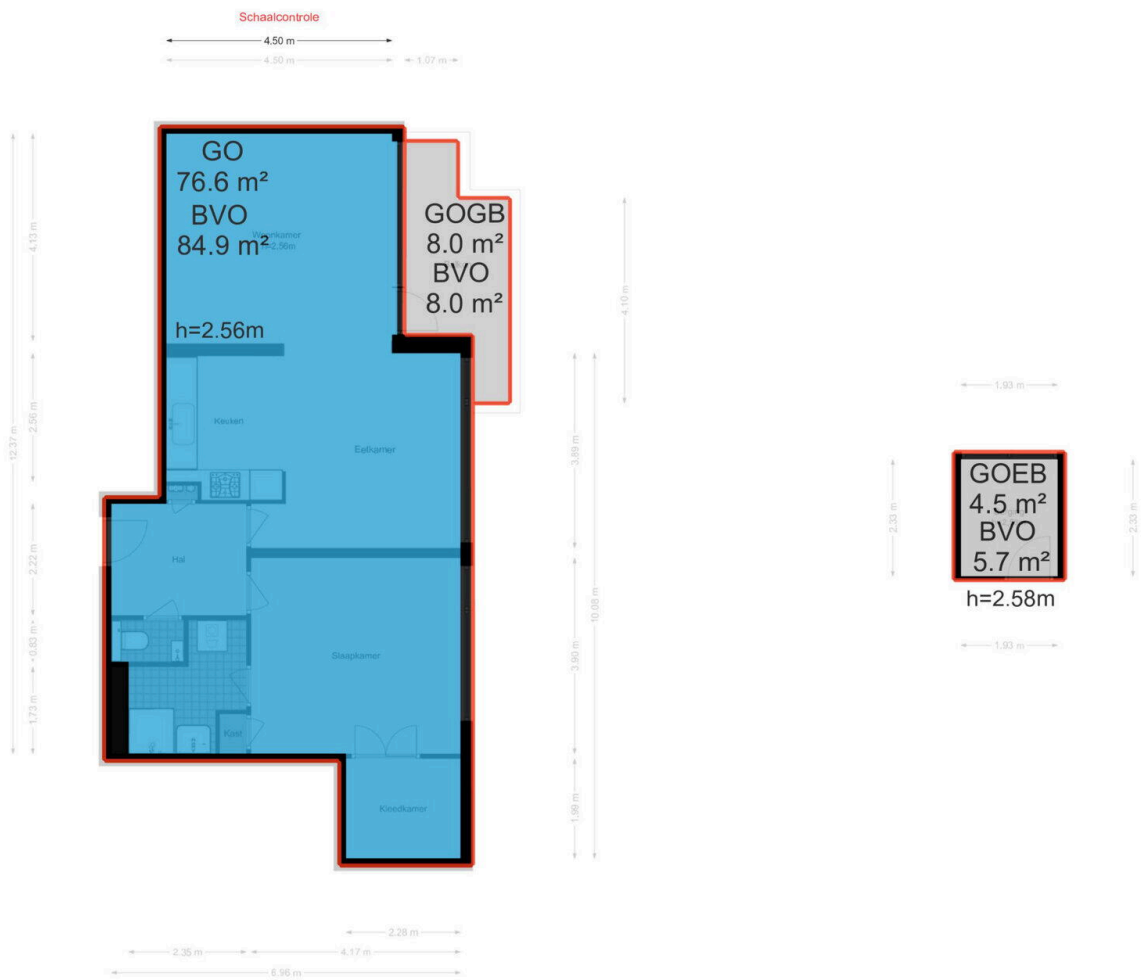 Schaalcontrole
4.50 m
4.50 m
1.07 m
GO
76.6 m²
BVO
84.9 m²
Woonkamer
h=2.56m
h=2.56m
GOGB
8.0 m²
BVO
8.0 m²
12.37 m
4.13 m
2.56 m
2.22 m
0.83 m
1.73 m
4.10 m
3.89 m
10.08 m
3.90 m
1.98 m
Keuken
Eetkamer
Hal
Slaapkamer
Kast
Kleedkamer
2.28 m
2.35 m
4.17 m
6.96 m
1.93 m
2.33 m
GOEB
4.5 m²
BVO
5.7 m²
2.33 m
h=2.58m
1.93 m